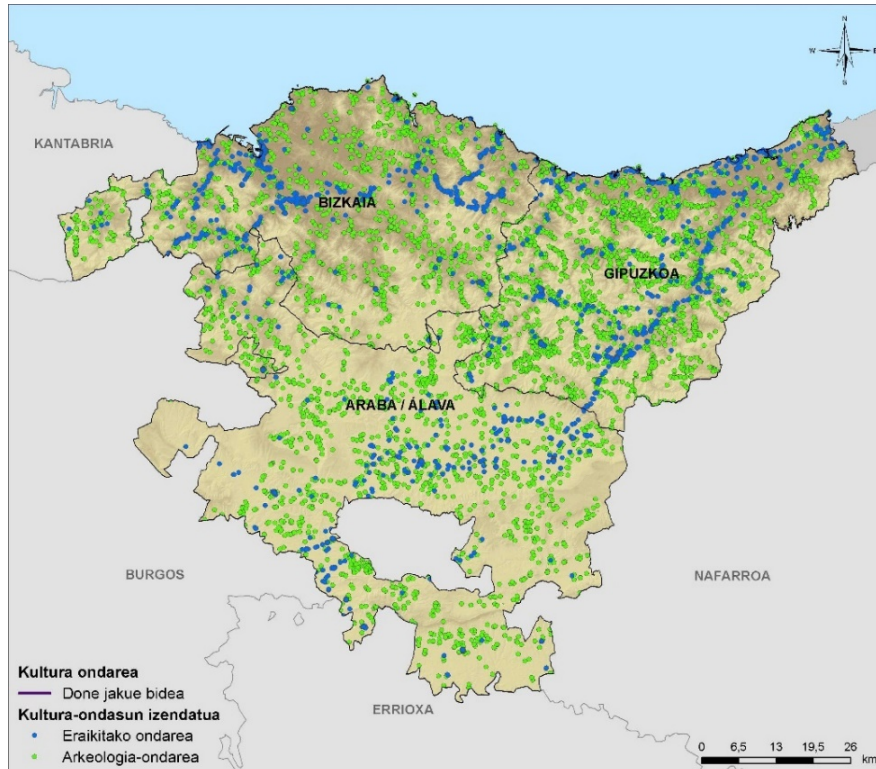 N
W
S
KANTABRIA
BIZKAIA
GIPUZKOA
ARABA / ÁLAVA
BURGOS
NAFARROA
ERRIOXA
Kultura ondarea
Done jakue bidea
Kultura-ondasun izendatua
Eraikitako ondarea
Arkeologia-ondarea
0 6,5 13 19,5 26
km